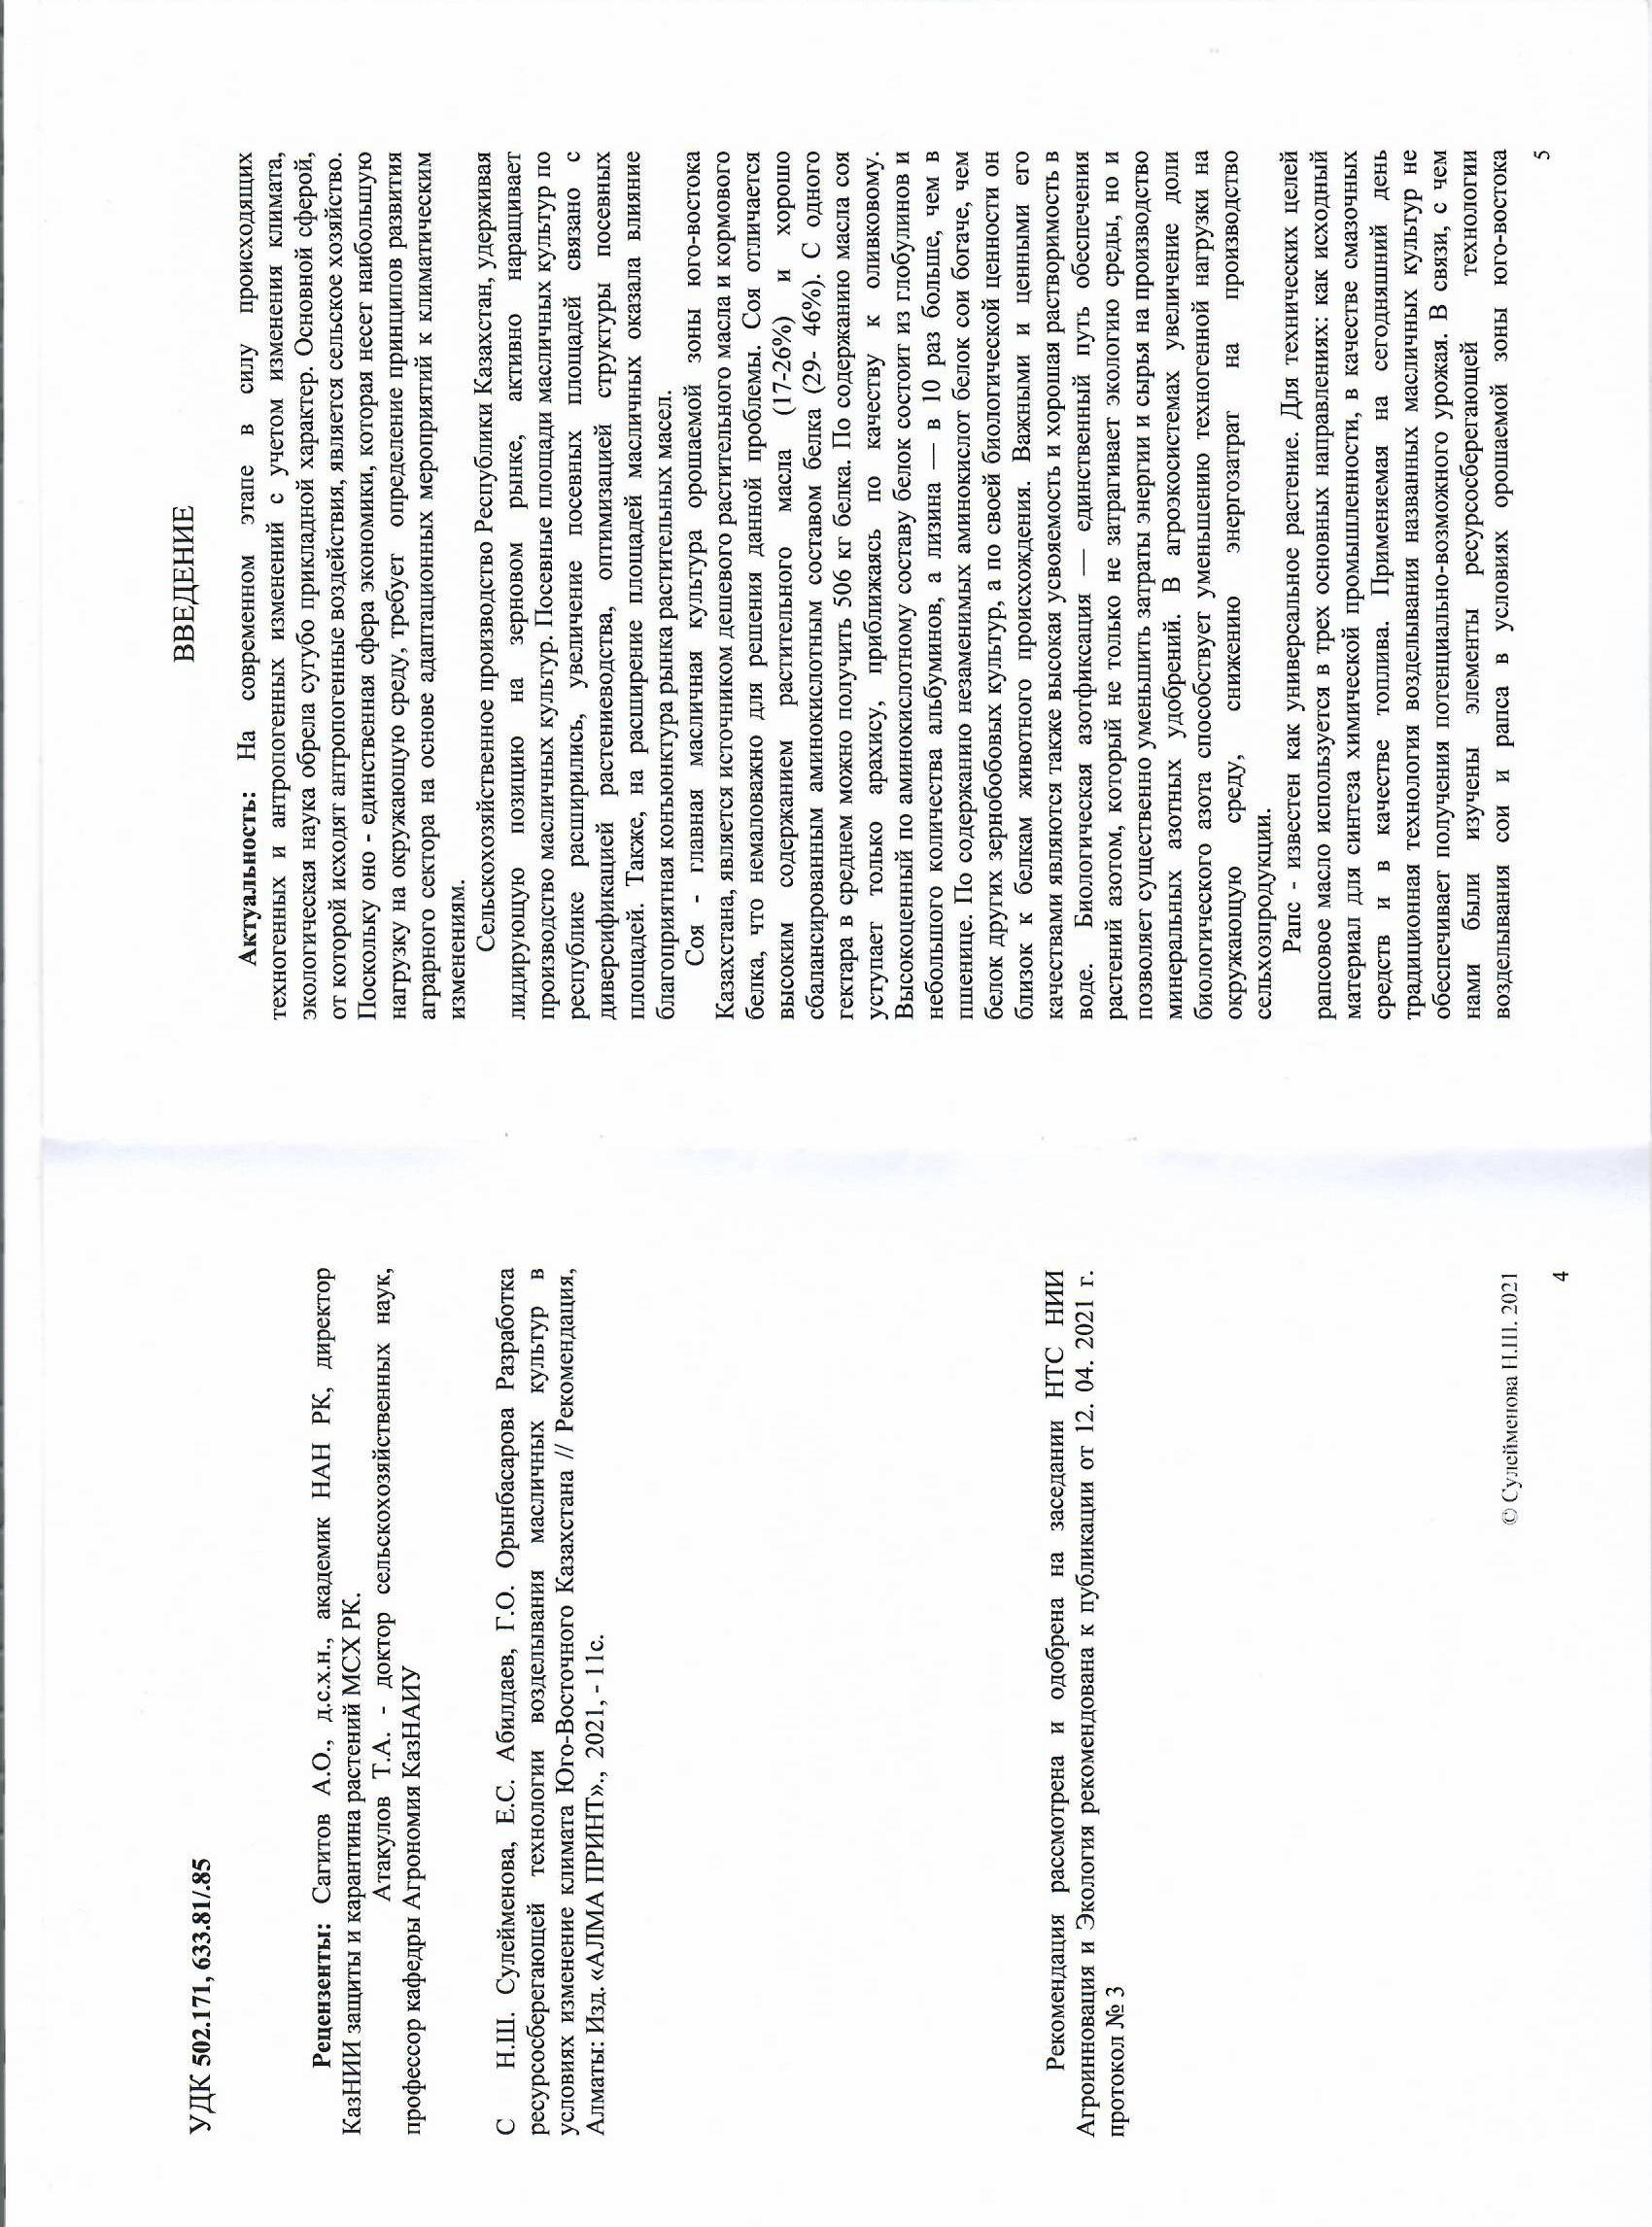 УДК 502.171, 633.81/.85
Рецензенты: Сагитов А.О., д.с.х.н., академик НАН РК, директор
КазНИИ защиты и карантина растений МСХ РК.
Атакулов Т.А. - доктор сельскохозяйственных наук,
профессор кафедры Агрономия КазНАИУ
С Н.Ш. Сулейменова, Е.С. Абилдаев, Г.О. Орынбасарова Разработка
ресурсосберегающей технологии возделывания масличных культур в
условиях изменение климата Юго-Восточного Казахстана // Рекомендация,
Алматы: Изд. «АЛМА ПРИНТ»., 2021, - 11с.
Рекомендация рассмотрена и одобрена на заседании НТС НИИ
Агроинновация и Экология рекомендована к публикации от 12. 04. 2021 г.
протокол № 3
© Сулейменова Н.Ш. 2021
4
ВВЕДЕНИЕ
Актуальность: На современном этапе в силу происходящих
техногенных и антрогогенных изменений с учетом изменения климата,
экологическая наука обрела сугубо прикладной характер. Основной сферой,
от которой исходят антропогенные воздействия, является сельское хозяйство.
Поскольку оно - единственная сфера экономики, которая несет наибольшую
нагрузку на окружающую среду, требует определение принципов развития
аграрного сектора на основе адаптационных мероприятий к климатическим
изменениям.
Сельскохозяйственное производство Республики Казахстан, удерживая
лидирующую позицию на зерновом рынке, активно наращивает
производство масличных культур. Посевные площади масличных культур по
республике расширились, увеличение посевных площадей связано с
диверсификацией растениеводства, оптимизацией структуры посевных
площадей. Также, на расширение площадей масличных оказала влияние
благоприятная конъюнктура рынка растительных масел.
Соя - главная масличная культура орошаемой зоны юго-востока
Казахстана, является источником дешевого растительного масла и кормового
белка, что немаловажно для решения данной проблемы. Соя отличается
высоким содержанием растительного масла (17-26%) и хорошо
сбалансированным аминокислотным составом белка (29- 46%). С одного
гектара в среднем можно получить 506 кг белка. По содержанию масла соя
уступает только арахису, приближаясь по качеству к оливковому.
Высокоценный по аминокислотному составу белок состоит из глобулинов и
небольшого количества альбуминов, а лизина — в 10 раз больше, чем в
пшенице. По содержанию незаменимых аминокислот белок сои богаче, чем
белок других зернобобовых культур, а по своей биологической ценности он
близок к белкам животного происхождения. Важными и ценными его
качествами являются также высокая усвояемость и хорошая растворимость в
воде. Биологическая азотфиксация — единственный путь обеспечения
растений азотом, который не только не затрагивает экологию среды, но и
позволяет существенно уменьшить затраты энергии и сырья на производство
минеральных азотных удобрений. В агроэкосистемах увеличение доли
биологического азота способствует уменьшению техногенной нагрузки на
окружающую среду, снижению энергозатрат на производство
сельхозпродукции.
Рапс - известен как универсальное растение. Для технических целей
рапсовое масло используется в трех основных направлениях: как исходный
материал для синтеза химической промышленности, в качестве смазочных
средств и в качестве топлива. Применяемая на сегодняшний день
традиционная технология возделывания названных масличных культур не
обеспечивает получения потенциально-возможного урожая. В связи, с чем
нами были изучены элементы ресурсосберегающей технологии
возделывания сои и рапса в условиях орошаемой зоны юго-востока
5